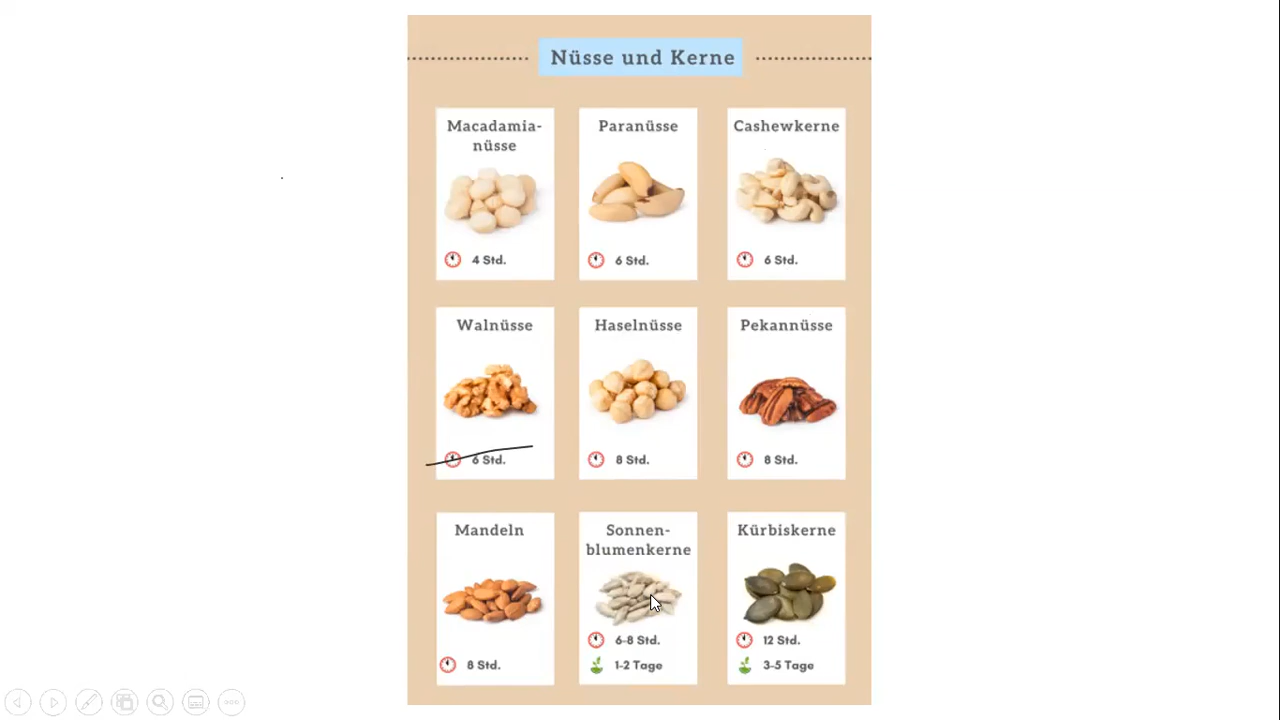 Nüsse und Kerne
Macadamia-
nüsse
4 Std.
Paranüsse
6 Std.
Cashewkerne
6 Std.
Walnüsse
6 Std.
Haselnüsse
8 Std.
Pekannüsse
8 Std.
Mandeln
8 Std.
Sonnen-
blumenkerne
6-8 Std.
1-2 Tage
Kürbiskerne
12 Std.
3-5 Tage